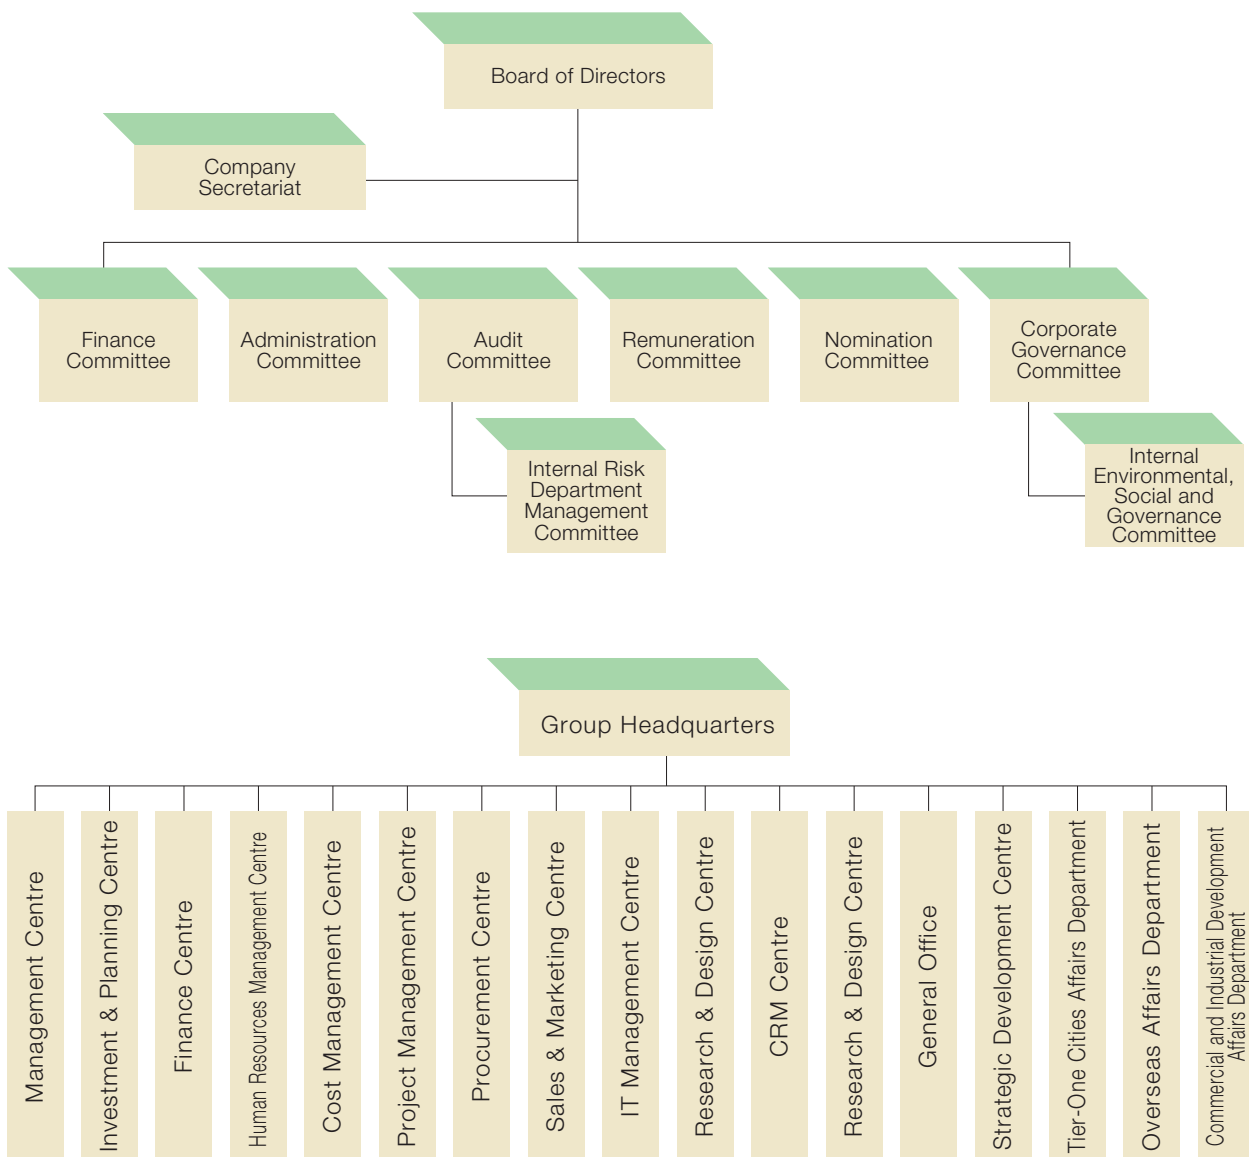 Board of Directors
Company
Secretariat
Finance
Committee
Administration
Committee
Audit
Committee
Remuneration
Committee
Nomination
Committee
Corporate
Governance
Committee
Internal Risk
Department
Management
Committee
Internal
Environmental,
Social and
Governance
Committee
Group Headquarters
Management Centre
Investment & Planning Centre
Finance Centre
Human Resources Management Centre
Cost Management Centre
Project Management Centre
Procurement Centre
Sales & Marketing Centre
IT Management Centre
Research & Design Centre
CRM Centre
Research & Design Centre
General Office
Strategic Development Centre
Tier-One Cities Affairs Department
Overseas Affairs Department
Commercial and Industrial Development
Affairs Department